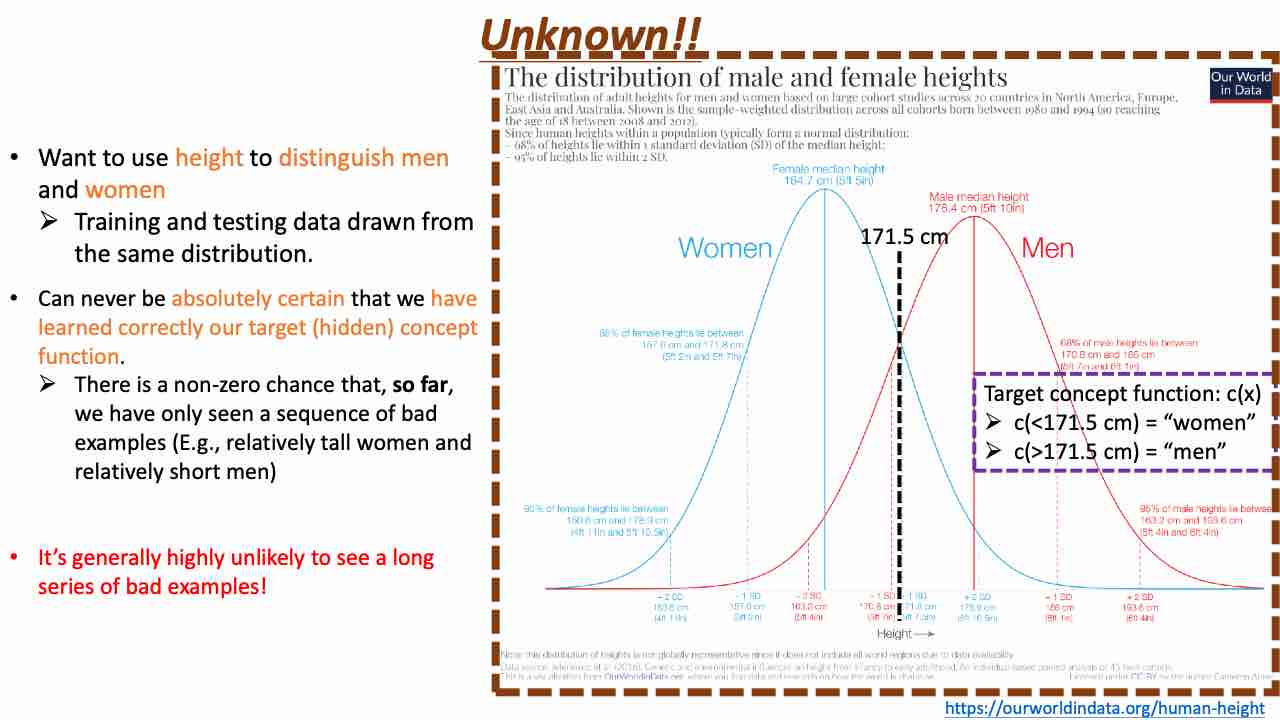 Unknown!!
• Want to use height to distinguish men
and women
➤ Training and testing data drawn from
the same distribution.
• Can never be absolutely certain that we have
learned correctly our target (hidden) concept
function.
➤ There is a non-zero chance that, so far,
we have only seen a sequence of bad
examples (E.g., relatively tall women and
relatively short men)
• It's generally highly unlikely to see a long
series of bad examples!
The distribution of male and female heights
Our World
in Data
The distribution of adult heights for men and women based on large cohort studies across 20 countries in North America, Europe,
East Asia and Australia. Shown is the sample-weighted distribution across all cohorts born between 1980 and 1994 (so reaching
the age of 18 between 2008 and 2012).
Since human heights within a population typically form a normal distribution:
– 68% of heights lie within 1 standard deviation (SD) of the median height;
– 95% of heights lie within 2 SD.
Female median height
164.7 cm (5ft 5in)
Male median height
178.4 cm (5ft 10in)
Women
171.5 cm
Men
68% of female heights lie between
157.6 cm and 171.8 cm
(5ft 2in and 5ft 7in)
68% of male heights lie between
170.8 cm and 186 cm
(5ft 7in and 6ft 1in)
Target concept function: c(x)
➤ c(<171.5 cm) = “women”
➤ c(>171.5 cm) = “men”
95% of female heights lie between
150.6 cm and 178.9 cm
(4ft 11in and 5ft 10.5in)
95% of male heights lie between
163.2 cm and 193.6 cm
(5ft 4in and 6ft 4in)
- 2 SD
(4ft 11in)
- 1 SD
- 2 SD
163.2 cm
(5ft 4in)
- 1 SD
170.8 cm
(5ft 7in)
1 SD
+ 2 SD
178.9 cm
(5ft 10.5in)
+ 1 SD
186 cm
(6ft 1in)
+ 2 SD
193.6 cm
(6ft 4in)
Height
Note: this distribution of heights is not globally representative since it does not include all world regions due to data availability.
Data source: Jelenkovic et al. (2016). Genetic and environmental influences on height from infancy to early adulthood: An individual-based pooled analysis of 45 twin cohorts.
This is a visualization from OurWorldinData.org, where you find data and research on how the world is changing.
Licensed under CC-BY by the author Cameron
https://ourworldindata.org/human-height